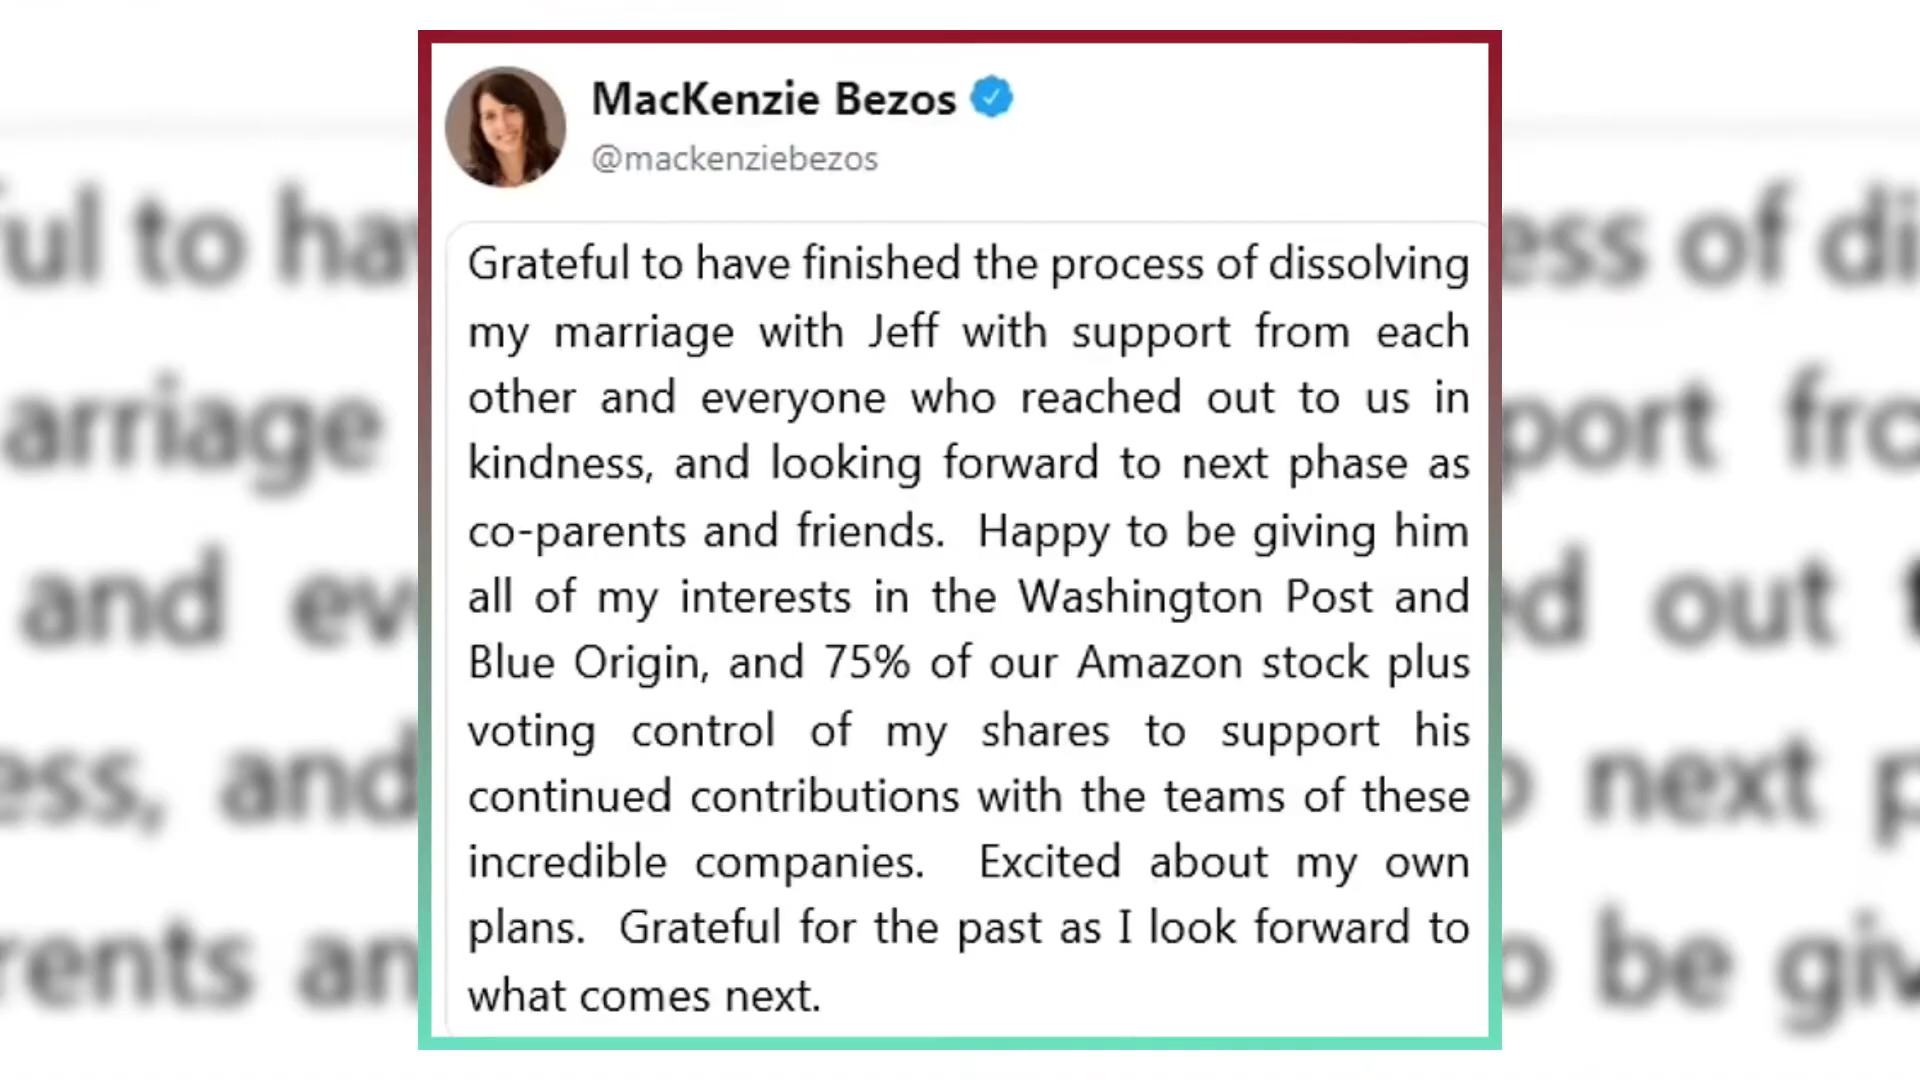 MacKenzie Bezos
@mackenziebezos
Grateful to have finished the process of dissolving
my marriage with Jeff with support from each
other and everyone who reached out to us in
kindness, and looking forward to next phase as
co-parents and friends.  Happy to be giving him
all of my interests in the Washington Post and
Blue Origin, and 75% of our Amazon stock plus
voting control of my shares to support his
continued contributions with the teams of these
incredible companies.  Excited about my own
plans.  Grateful for the past as I look forward to
what comes next.